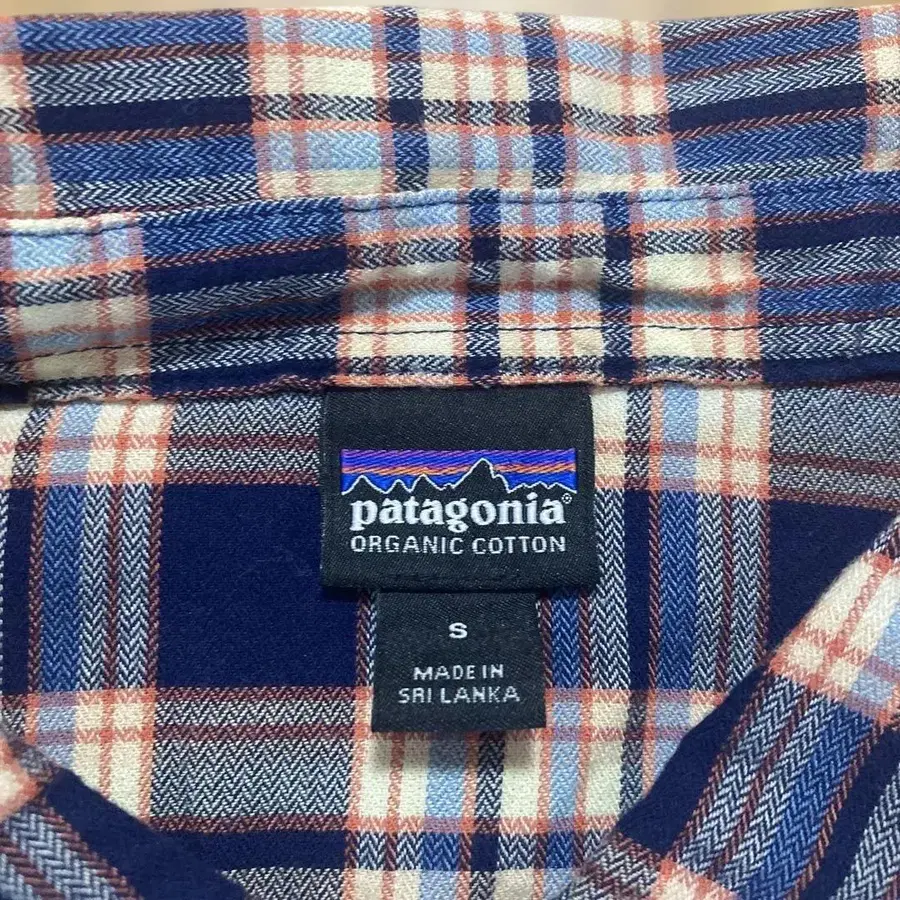 patagonia®
ORGANIC COTTON
S
MADE IN
SRI LANKA